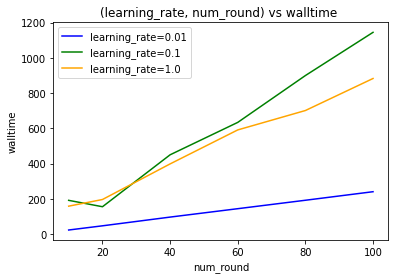 (learning_rate, num_round) vs walltime
learning_rate=0.01
learning_rate=0.1
learning_rate=1.0
walltime
1200
1000
800
600
400
200
0
20 40 60 80 100
num_round